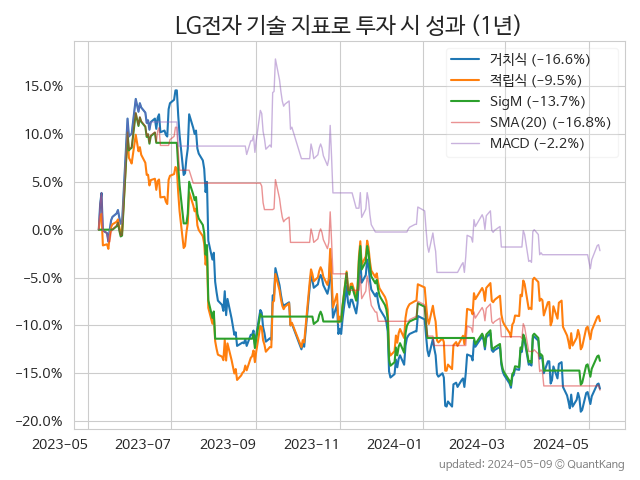 LG전자 기술 지표로 투자 시 성과 (1년)
거치식 (−16.6%)
적립식 (−9.5%)
SigM (−13.7%)
SMA(20) (−16.8%)
MACD (−2.2%)
15.0%
10.0%
5.0%
0.0%
−5.0%
−10.0%
−15.0%
−20.0%
2023−05 2023−07 2023−09 2023−11 2024−01 2024−03 2024−05
updated: 2024−05−09 © QuantKang